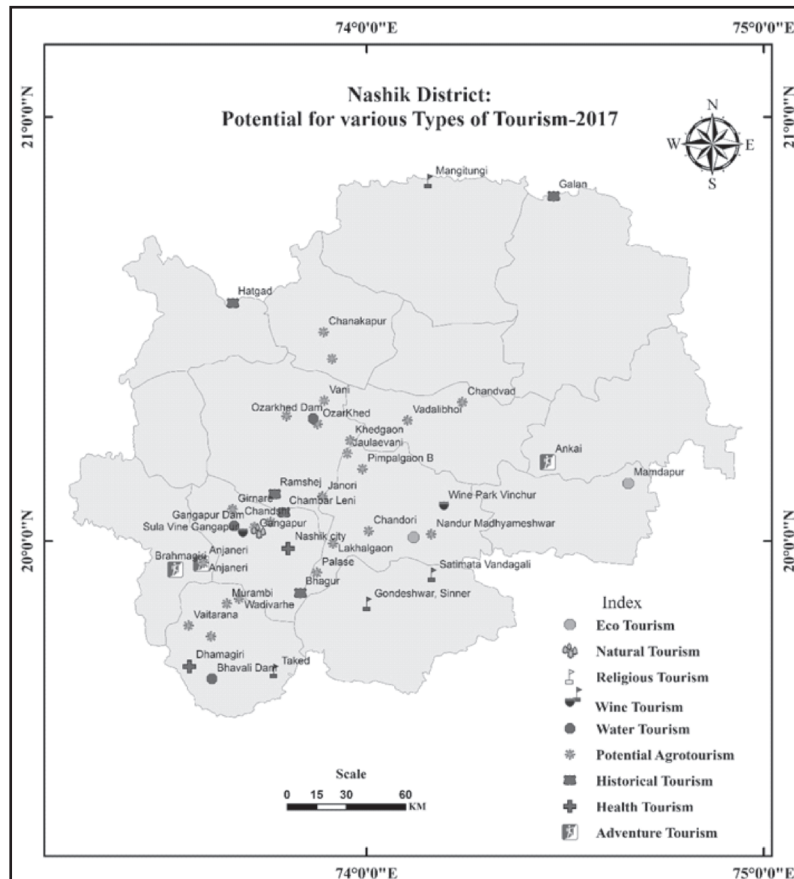 74°0'0"E
75°0'0"E
21°0'0"N
21°0'0"N
Nashik District:
Potential for various Types of Tourism-2017
N
W E
S
Mangitungi
Galan
Hatgad
Chanakapur
Vani
Chandvad
Ozarkhed Dam
OzarKhed
Vadalibhoi
Khedgaon
Jaulaevani
Pimpalgaon B
Ankai
Mamdapur
Ramshej
Janori
Girnare
Chambar Leni
Wine Park Vinchur
Gangapur Dam
Sula Vine Gangapur
Gangapur
Nashik city
Chandori
Nandur Madhyameshwar
20°0'0"N
20°0'0"N
Lakhalgaon
Brahmagiri
Anjaneri
Anjaneri
Palase
Satimata Vandagali
Bhagur
Murambi
Wadivarhe
Gondeshwar, Sinner
Vaitarana
Dhamagiri
Bhavali Dam
Taked
Index
Eco Tourism
Natural Tourism
Religious Tourism
Wine Tourism
Water Tourism
Potential Agrotourism
Historical Tourism
Health Tourism
Adventure Tourism
Scale
0 15 30 60
KM
74°0'0"E
75°0'0"E